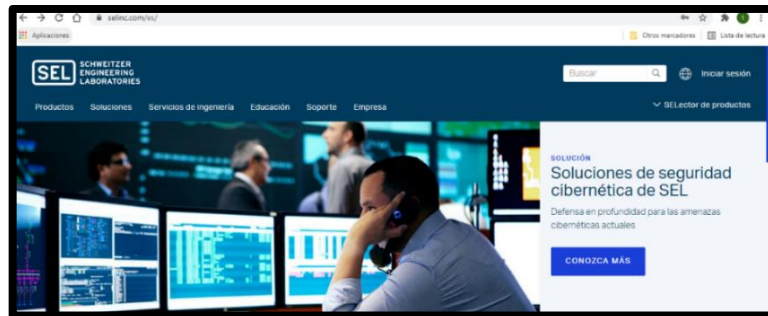 selinc.com/es/
Aplicaciones
Otros marcadores
Lista de lectura
SEL
SCHWEITZER
ENGINEERING
LABORATORIES
Buscar
Iniciar sesión
Productos Soluciones Servicios de ingeniería Educación Soporte Empresa
SELector de productos
SOLUCIÓN
Soluciones de seguridad
cibernética de SEL
Defensa en profundidad para las amenazas
cibernéticas actuales
CONOZCA MÁS